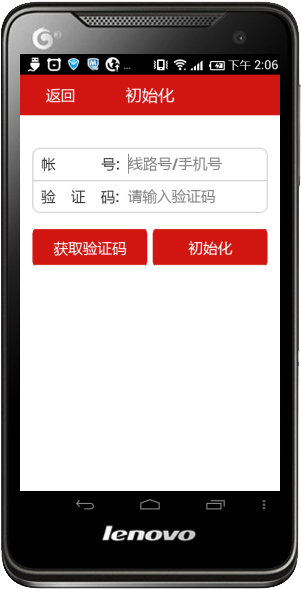 下午 2:06
返回 初始化
帐 号: 线路号/手机号
验 证 码: 请输入验证码
获取验证码 初始化
lenovo